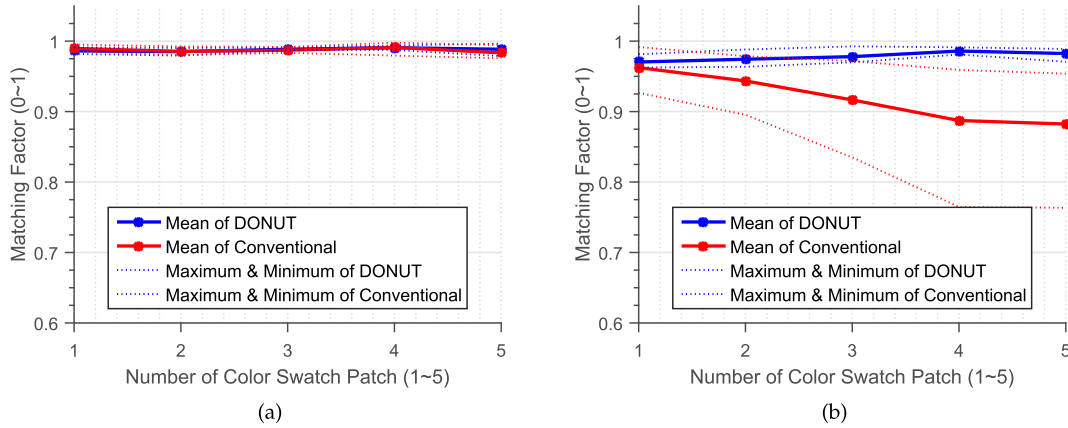 1
0.9
0.8
0.7
0.6
Matching Factor (0~1)
Mean of DONUT
Mean of Conventional
Maximum & Minimum of DONUT
Maximum & Minimum of Conventional
1 2 3 4 5
Number of Color Swatch Patch (1~5)
(a)
1
0.9
0.8
0.7
0.6
Matching Factor (0~1)
Mean of DONUT
Mean of Conventional
Maximum & Minimum of DONUT
Maximum & Minimum of Conventional
1 2 3 4 5
Number of Color Swatch Patch (1~5)
(b)